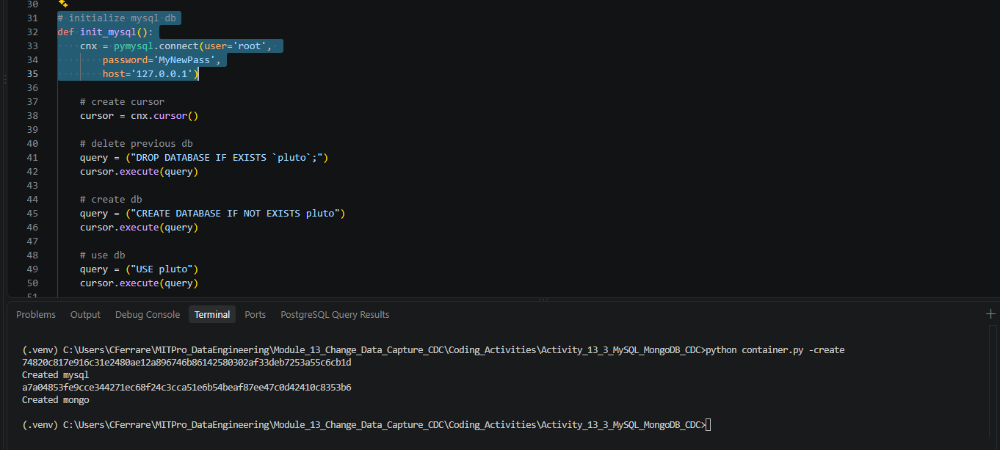 30
31 # initialize mysql db
32 def init_mysql():
33     cnx = pymysql.connect(user='root',
34         password='MyNewPass',
35         host='127.0.0.1')
36
37     # create cursor
38     cursor = cnx.cursor()
39
40     # delete previous db
41     query = ("DROP DATABASE IF EXISTS `pluto`;")
42     cursor.execute(query)
43
44     # create db
45     query = ("CREATE DATABASE IF NOT EXISTS pluto")
46     cursor.execute(query)
47
48     # use db
49     query = ("USE pluto")
50     cursor.execute(query)
51
Problems Output Debug Console Terminal Ports PostgreSQL Query Results
(.venv) C:\Users\CFerrare\MITPro_DataEngineering\Module_13_Change_Data_Capture_CDC\Coding_Activities\Activity_13_3_MySQL_MongoDB_CDC>python container.py -create
74820c817e916c31e2480ae12a896746b86142580302af33deb7253a55c6cb1d
Created mysql
a7a04853fe9cce344271ec68f24c3cca51e6b54beaf87ee47c0d42410c8353b6
Created mongo
(.venv) C:\Users\CFerrare\MITPro_DataEngineering\Module_13_Change_Data_Capture_CDC\Coding_Activities\Activity_13_3_MySQL_MongoDB_CDC>